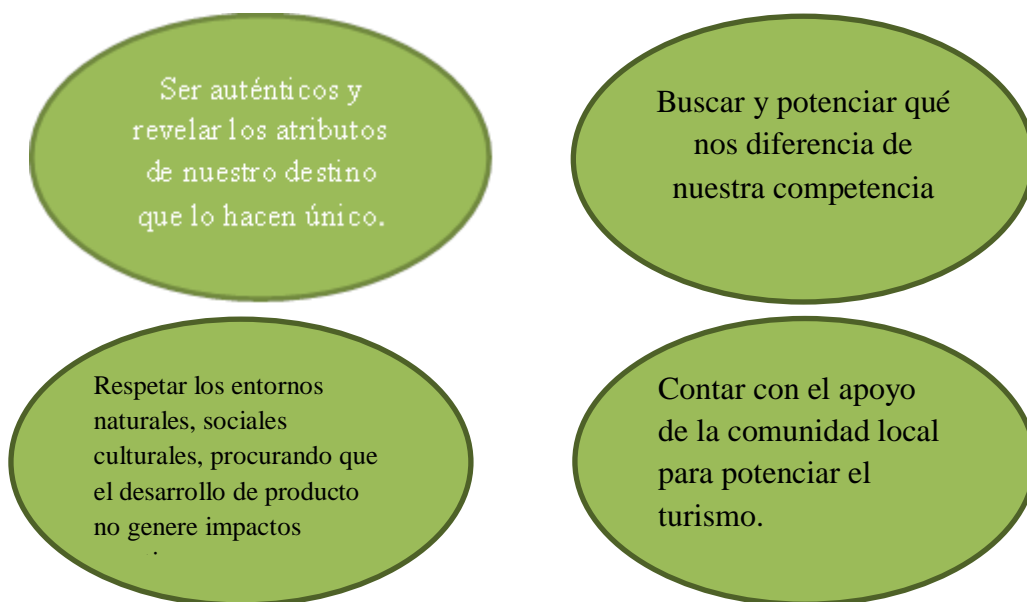 Ser auténticos y
revelar los atributos
de nuestro destino
que lo hacen único.
Buscar y potenciar qué
nos diferencia de
nuestra competencia
Respetar los entornos
naturales, sociales
culturales, procurando que
el desarrollo de producto
no genere impactos
Contar con el apoyo
de la comunidad local
para potenciar el
turismo.